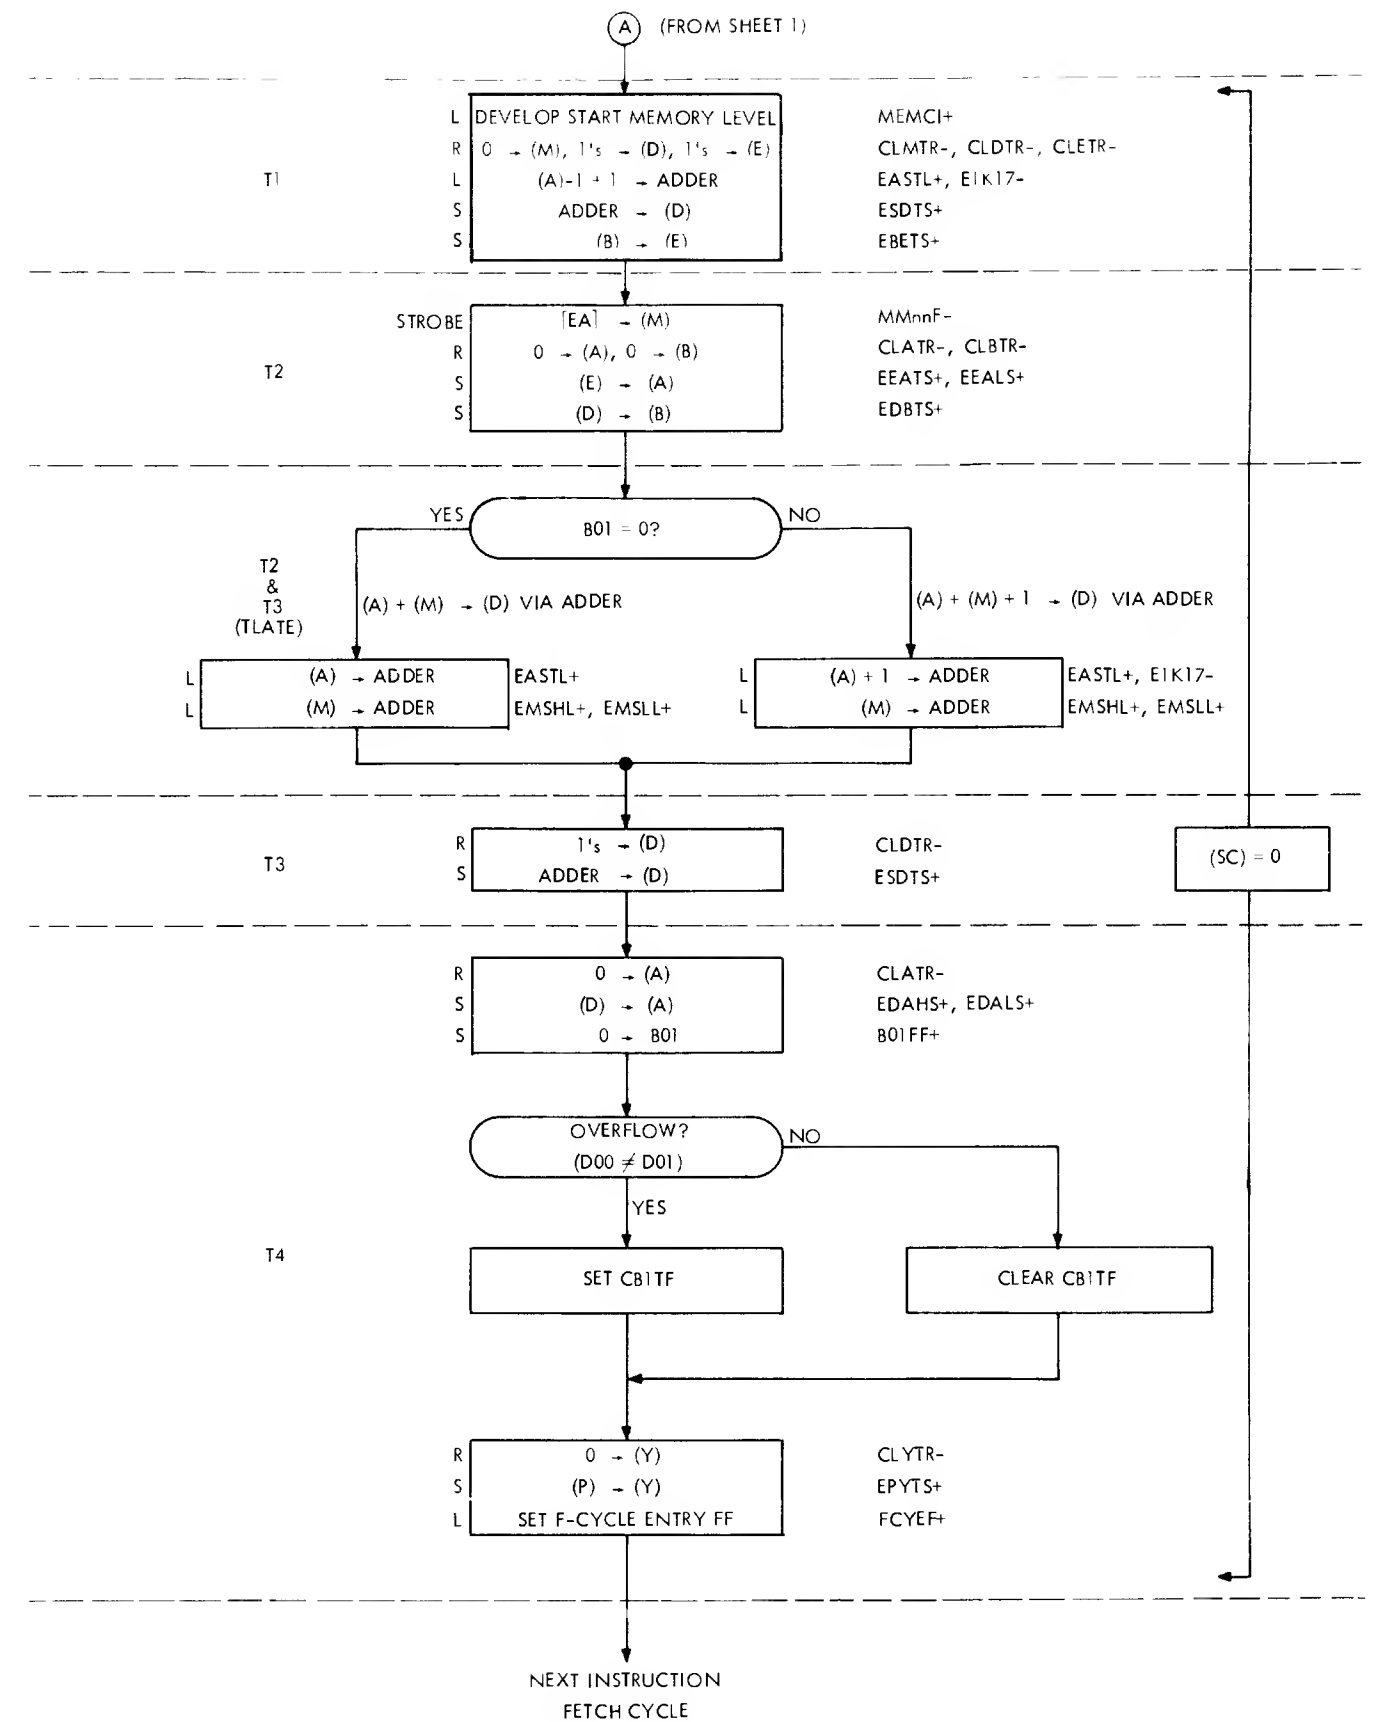 A (FROM SHEET 1)
L DEVELOP START MEMORY LEVEL MEMCI+
R 0 → (M), 1's → (D), 1's → (E) CLMTR-, CLDTR-, CLETR-
T1 L (A)-1 + 1 → ADDER EASTL+, E1K17-
S ADDER → (D) ESDTS+
S (B) → (E) EBETS+
STROBE [EA] → (M) MMnnF-
R 0 → (A), 0 → (B) CLATR-, CLBTR-
T2 S (E) → (A) EEATS+, EEALS+
S (D) → (B) EDBTS+
YES B01 = 0? NO
T2
&
T3
(TLATE)
(A) + (M) → (D) VIA ADDER (A) + (M) + 1 → (D) VIA ADDER
L (A) → ADDER EASTL+ L (A) + 1 → ADDER EASTL+, E1K17-
L (M) → ADDER EMSHL+, EMSLL+ L (M) → ADDER EMSHL+, EMSLL+
R 1's → (D) CLDTR-
T3 S ADDER → (D) ESDTS+
(SC) = 0
R 0 → (A) CLATR-
S (D) → (A) EDAHS+, EDALS+
S 0 → B01 B01FF+
OVERFLOW? NO
(D00 ≠ D01)
YES
T4
SET CB1TF CLEAR CB1TF
R 0 → (Y) CLYTR-
S (P) → (Y) EPYTS+
L SET F-CYCLE ENTRY FF FCYEF+
NEXT INSTRUCTION
FETCH CYCLE